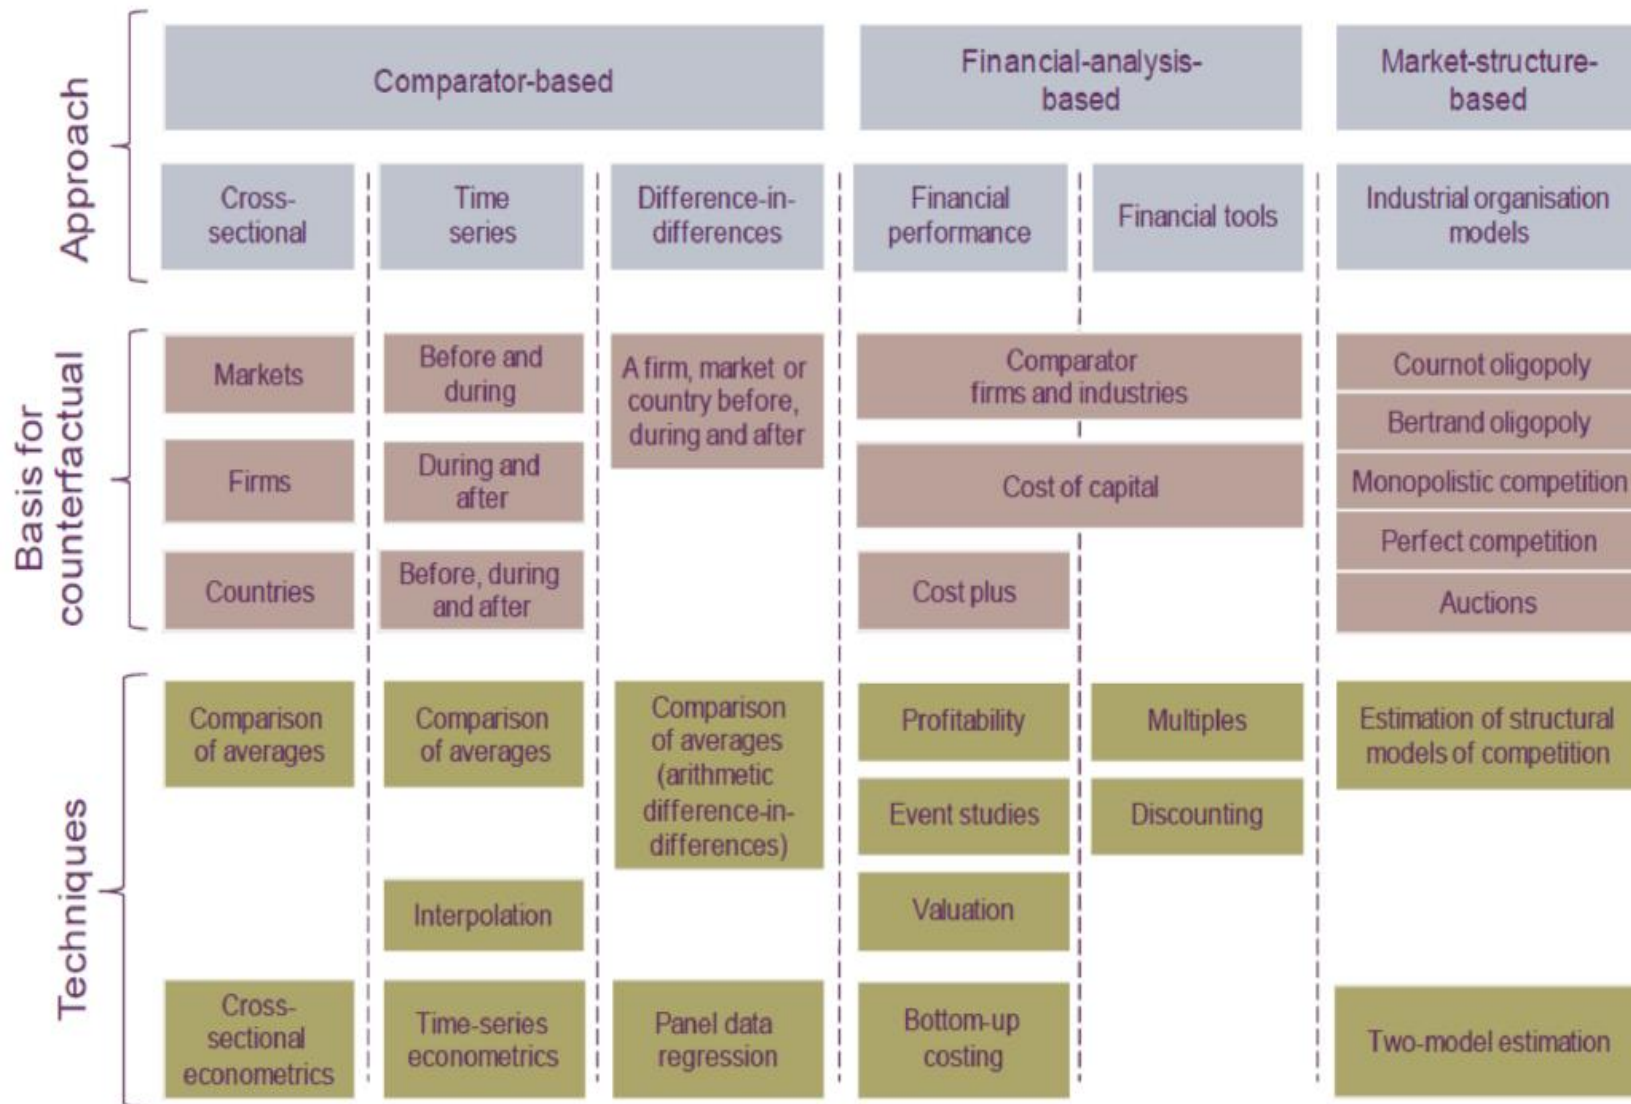 Approach
Comparator-based
Financial-analysis-
based
Market-structure-
based
Cross-
sectional
Time
series
Difference-in-
differences
Financial
performance
Financial tools
Industrial organisation
models
Basis for
counterfactual
Markets
Before and
during
A firm, market or
country before,
during and after
Comparator
firms and industries
Cournot oligopoly
Bertrand oligopoly
Firms
During and
after
Cost of capital
Monopolistic competition
Perfect competition
Countries
Before, during
and after
Cost plus
Auctions
Techniques
Comparison
of averages
Comparison
of averages
Comparison
of averages
(arithmetic
difference-in-
differences)
Profitability
Multiples
Estimation of structural
models of competition
Event studies
Discounting
Interpolation
Valuation
Cross-
sectional
econometrics
Time-series
econometrics
Panel data
regression
Bottom-up
costing
Two-model estimation